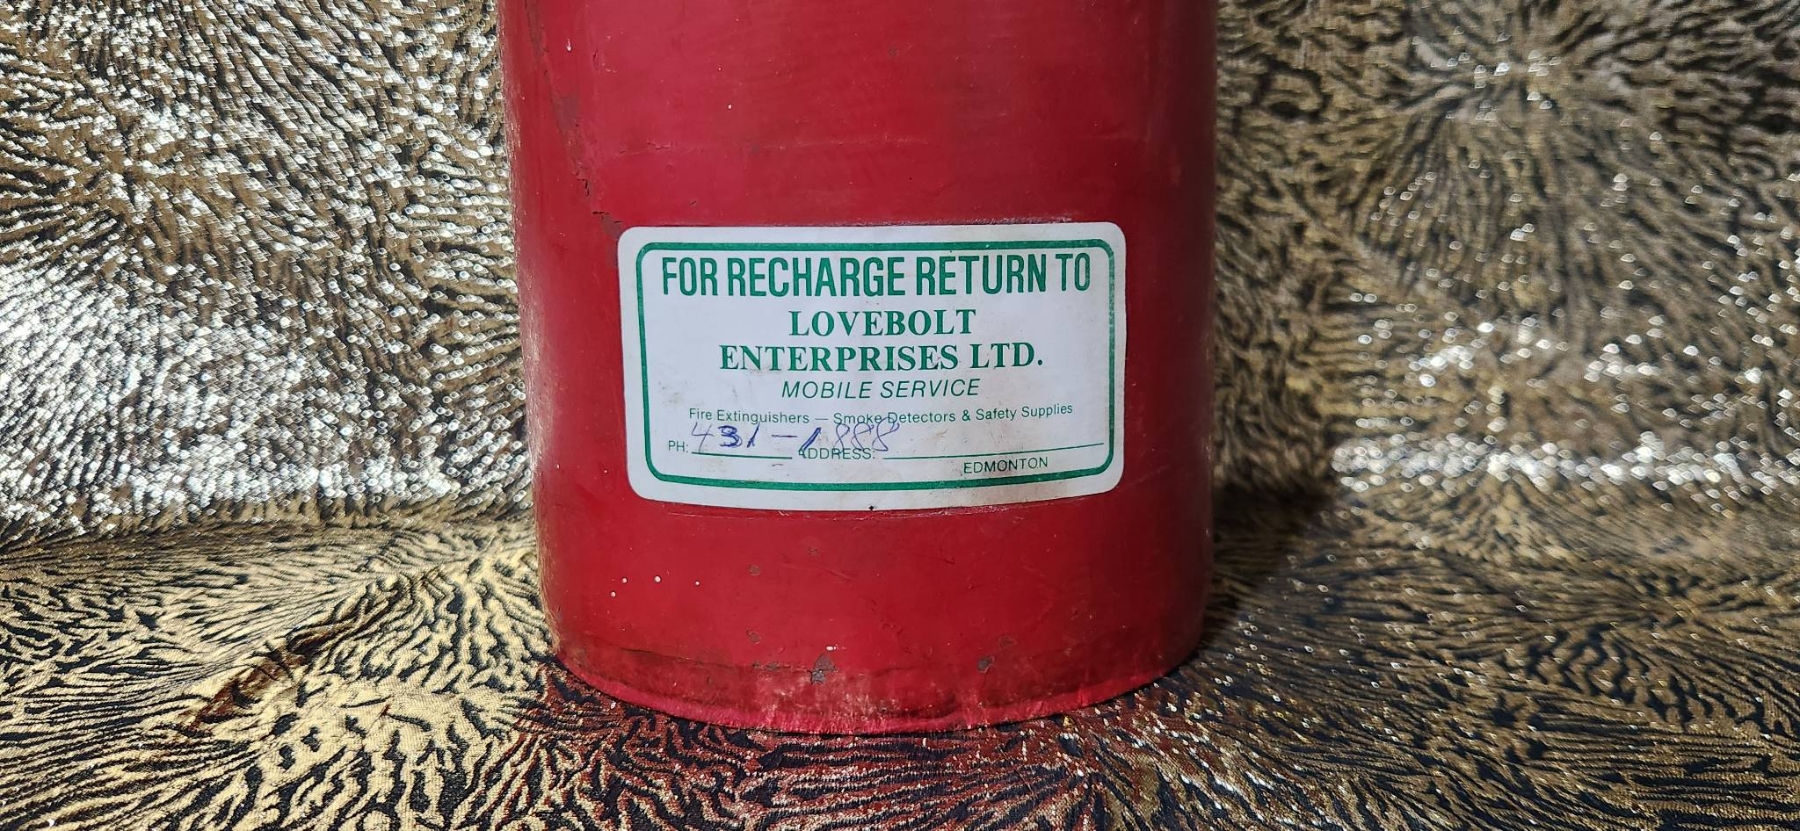 FOR RECHARGE RETURN TO
LOVEBOLT
ENTERPRISES LTD.
MOBILE SERVICE
Fire Extinguishers — Smoke Detectors & Safety Supplies
PH: 431-1888 ADDRESS:
EDMONTON